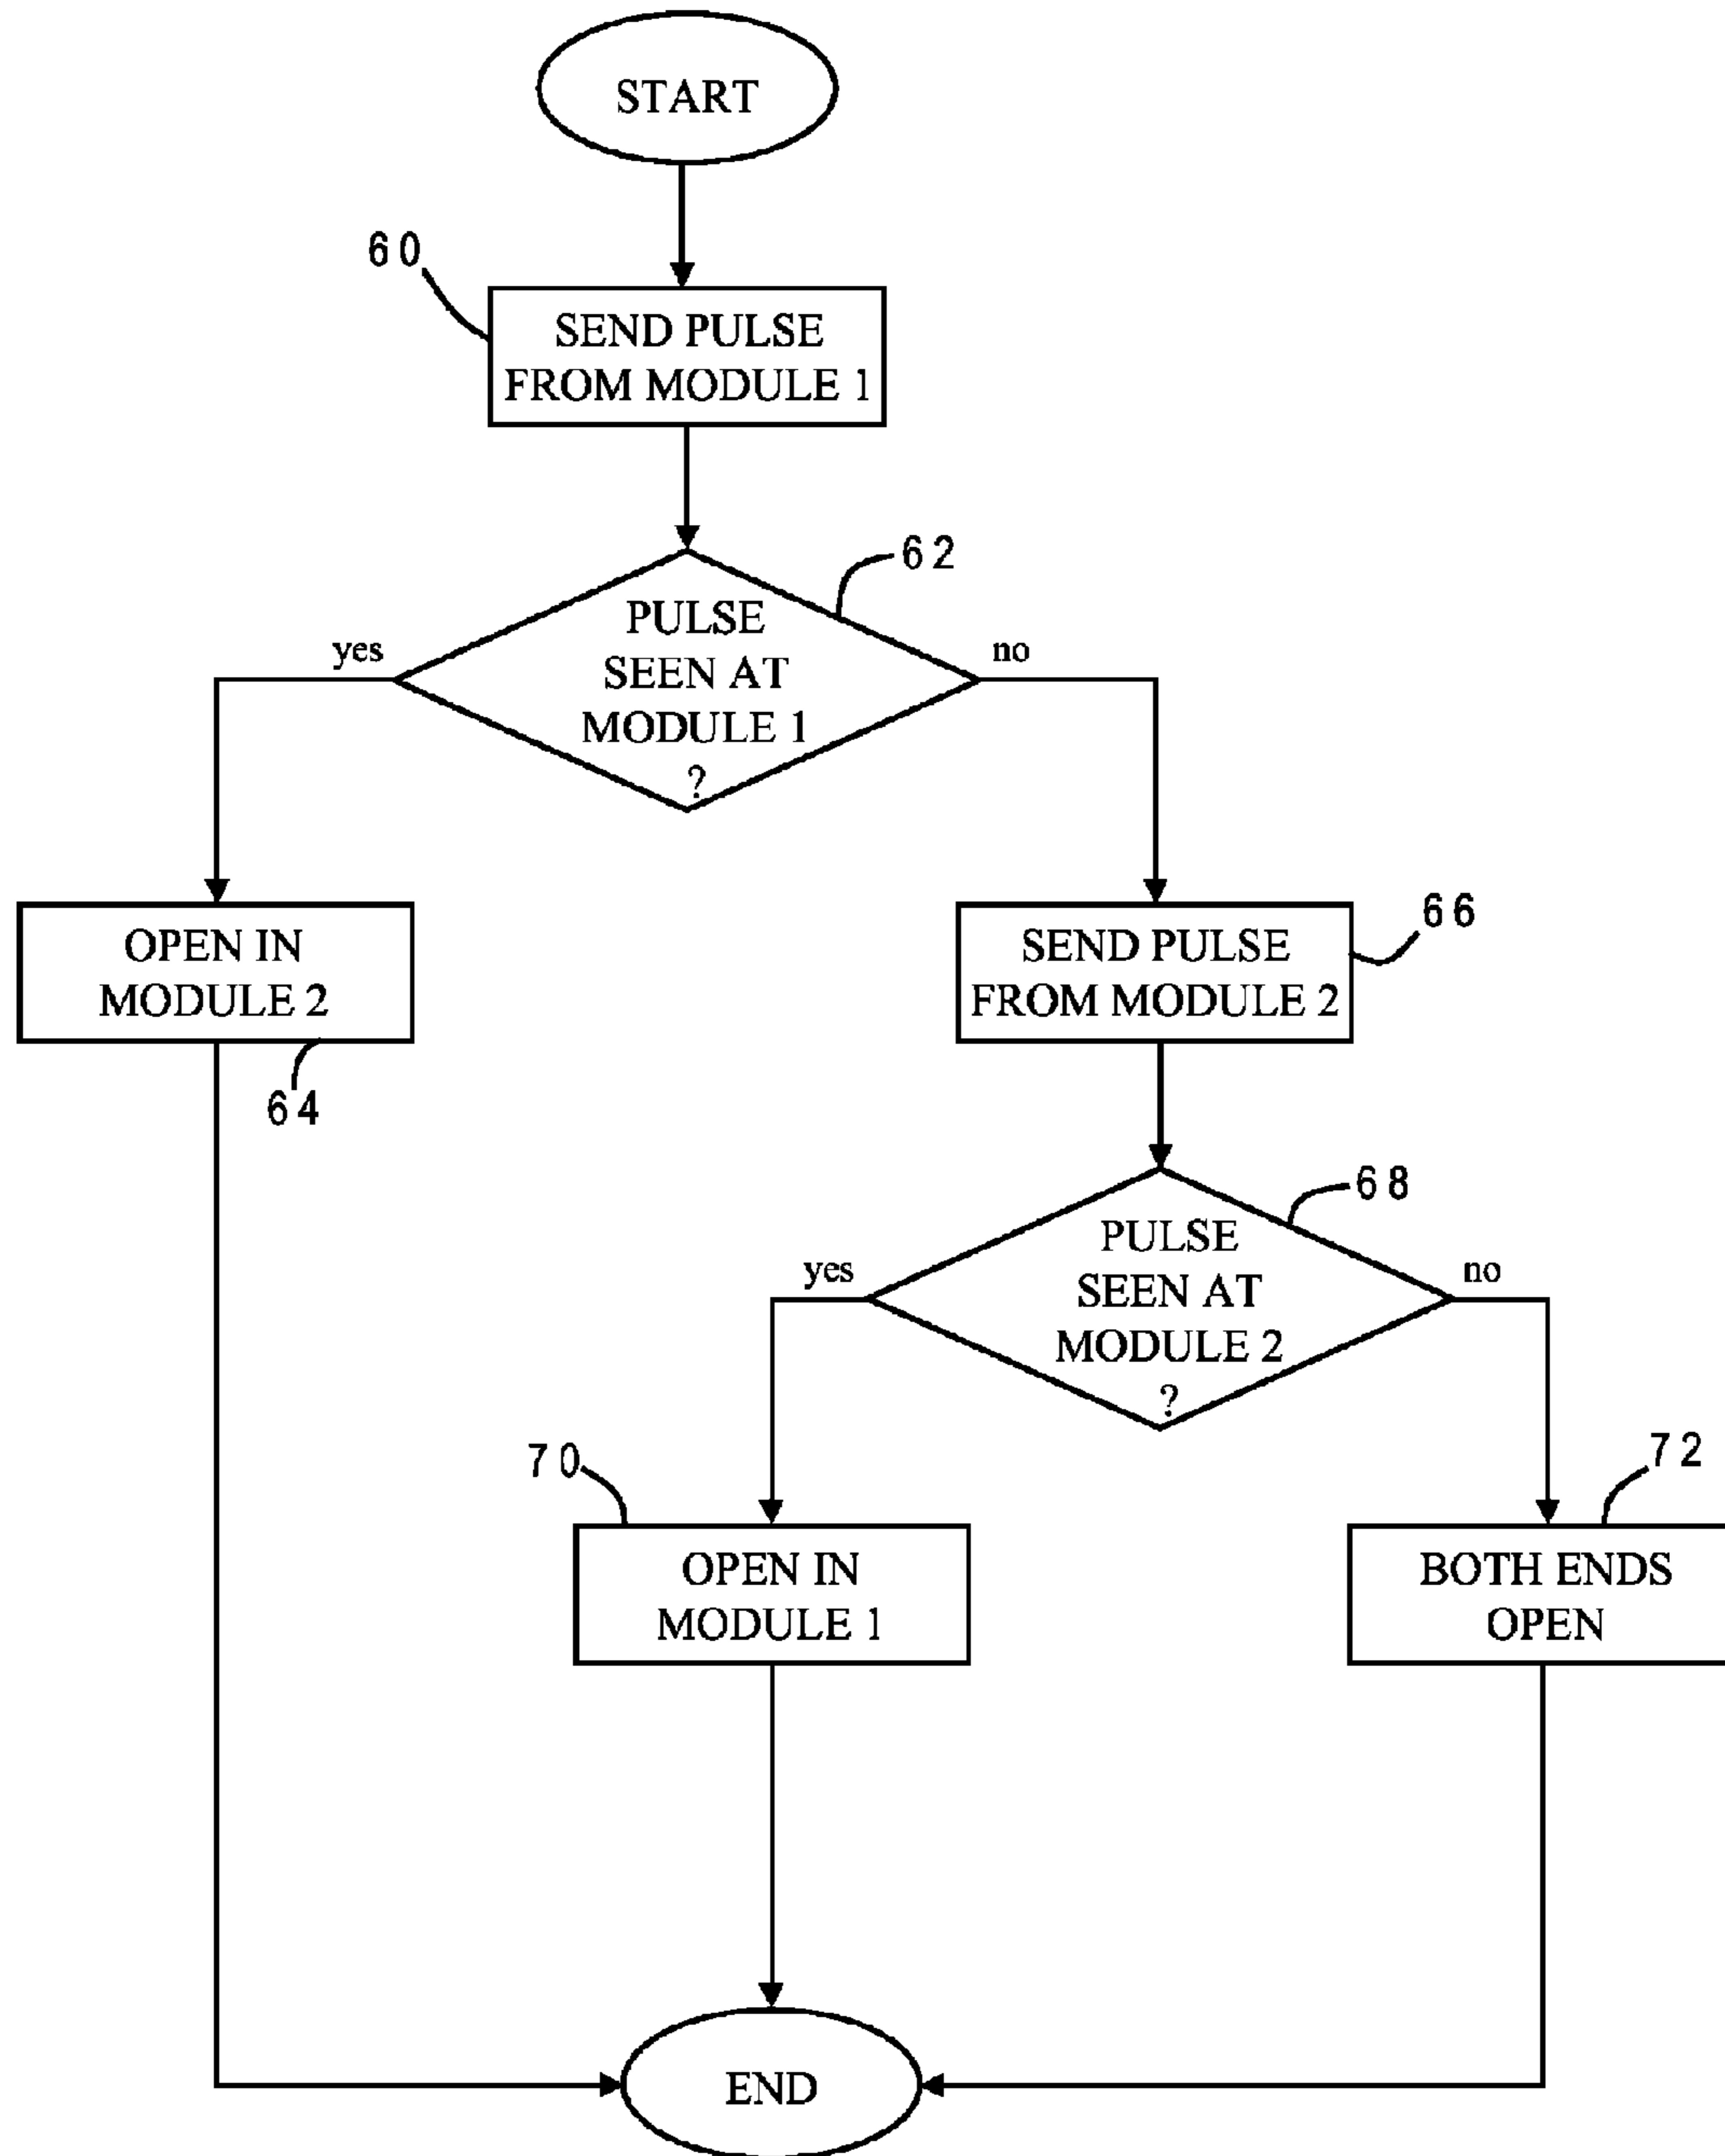 START
60
SEND PULSE
FROM MODULE 1
62
PULSE
SEEN AT
MODULE 1
?
yes
no
OPEN IN
MODULE 2
64
SEND PULSE
FROM MODULE 2
66
68
PULSE
SEEN AT
MODULE 2
?
yes
no
70
OPEN IN
MODULE 1
72
BOTH ENDS
OPEN
END